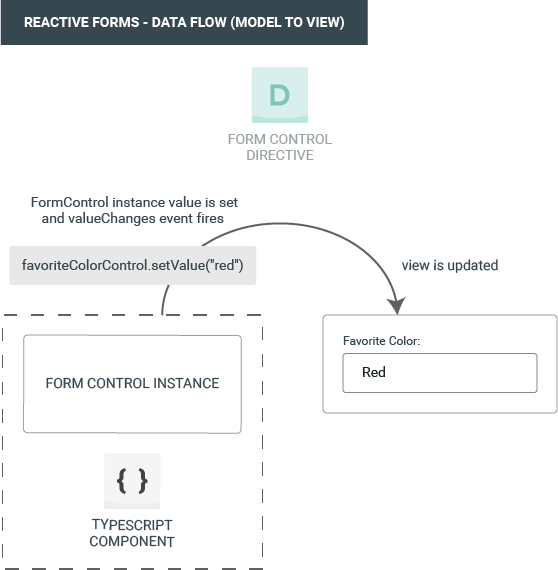 REACTIVE FORMS - DATA FLOW (MODEL TO VIEW)
D
FORM CONTROL
DIRECTIVE
FormControl instance value is set
and valueChanges event fires
favoriteColorControl.setValue("red")
view is updated
FORM CONTROL INSTANCE
{ }
TYPESCRIPT
COMPONENT
Favorite Color:
Red